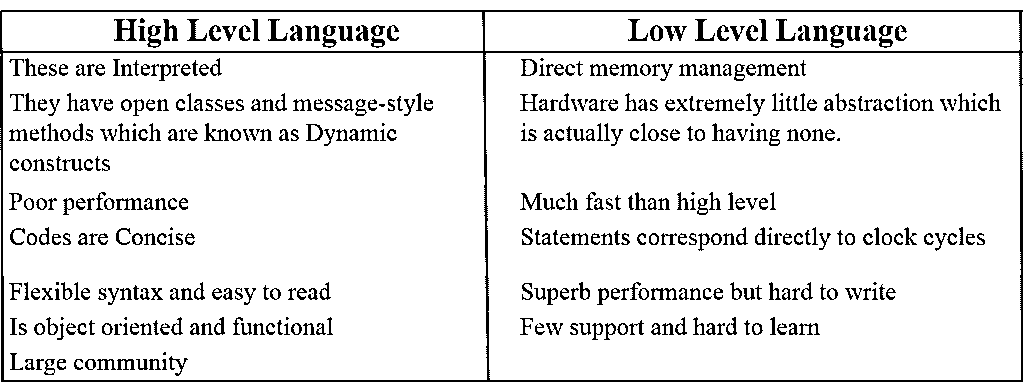 High Level Language
Low Level Language
These are Interpreted
Direct memory management
They have open classes and message-style
methods which are known as Dynamic
constructs
Hardware has extremely little abstraction which
is actually close to having none.
Poor performance
Much fast than high level
Codes are Concise
Statements correspond directly to clock cycles
Flexible syntax and easy to read
Superb performance but hard to write
Is object oriented and functional
Few support and hard to learn
Large community